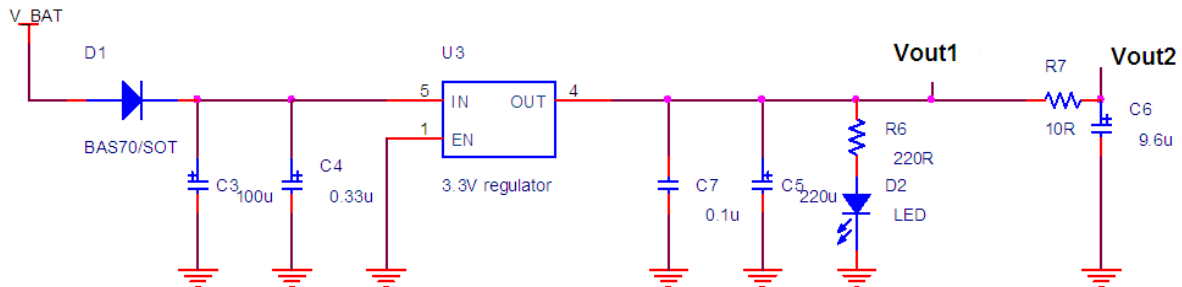 V_BAT
D1
BAS70/SOT
C3
100u
C4
0.33u
U3
5
IN
OUT
4
1
EN
3.3V regulator
C7
0.1u
C5
220u
R6
220R
D2
LED
Vout1
R7
10R
Vout2
C6
9.6u